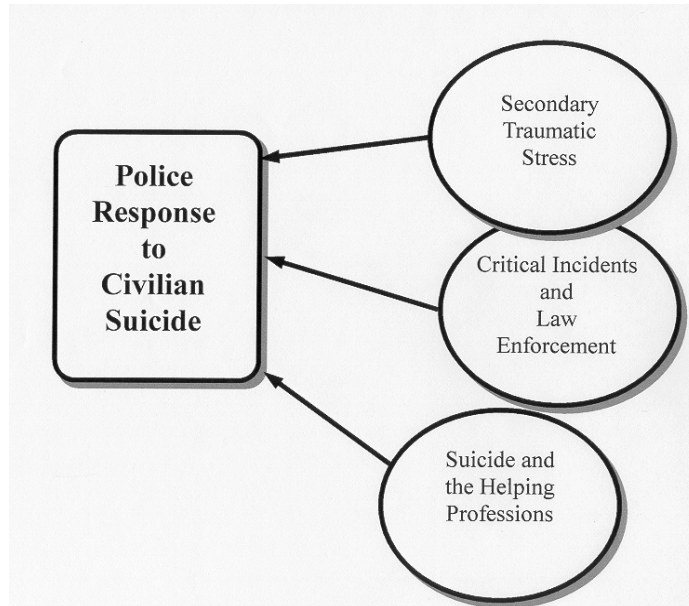 Police
Response
to
Civilian
Suicide
Secondary
Traumatic
Stress
Critical Incidents
and
Law
Enforcement
Suicide and
the Helping
Professions